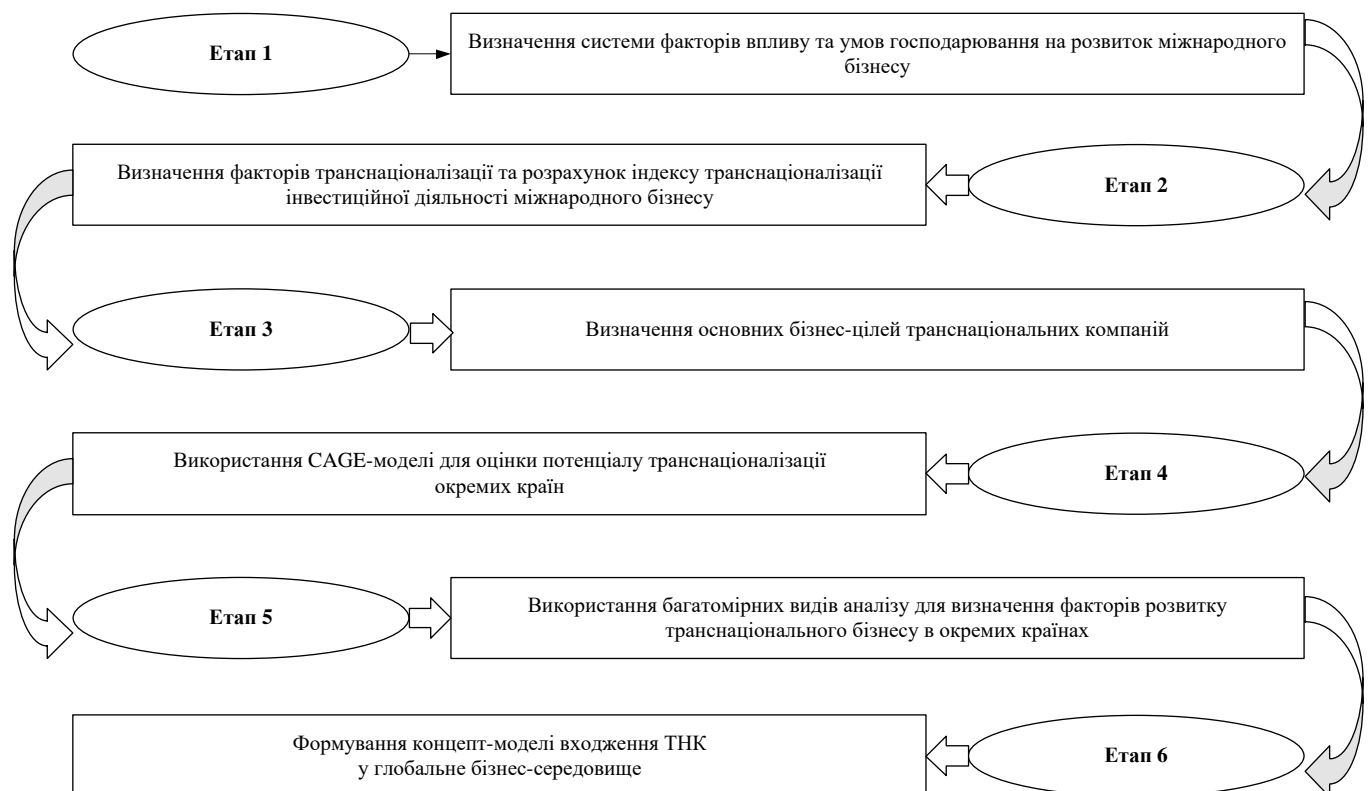 Етап 1
Визначення системи факторів впливу та умов господарювання на розвиток міжнародного
бізнесу
Визначення факторів транснаціоналізації та розрахунок індексу транснаціоналізації
інвестиційної діяльності міжнародного бізнесу
Етап 2
Етап 3
Визначення основних бізнес-цілей транснаціональних компаній
Використання CAGE-моделі для оцінки потенціалу транснаціоналізації
окремих країн
Етап 4
Етап 5
Використання багатомірних видів аналізу для визначення факторів розвитку
транснаціонального бізнесу в окремих країнах
Формування концепт-моделі входження ТНК
у глобальне бізнес-середовище
Етап 6